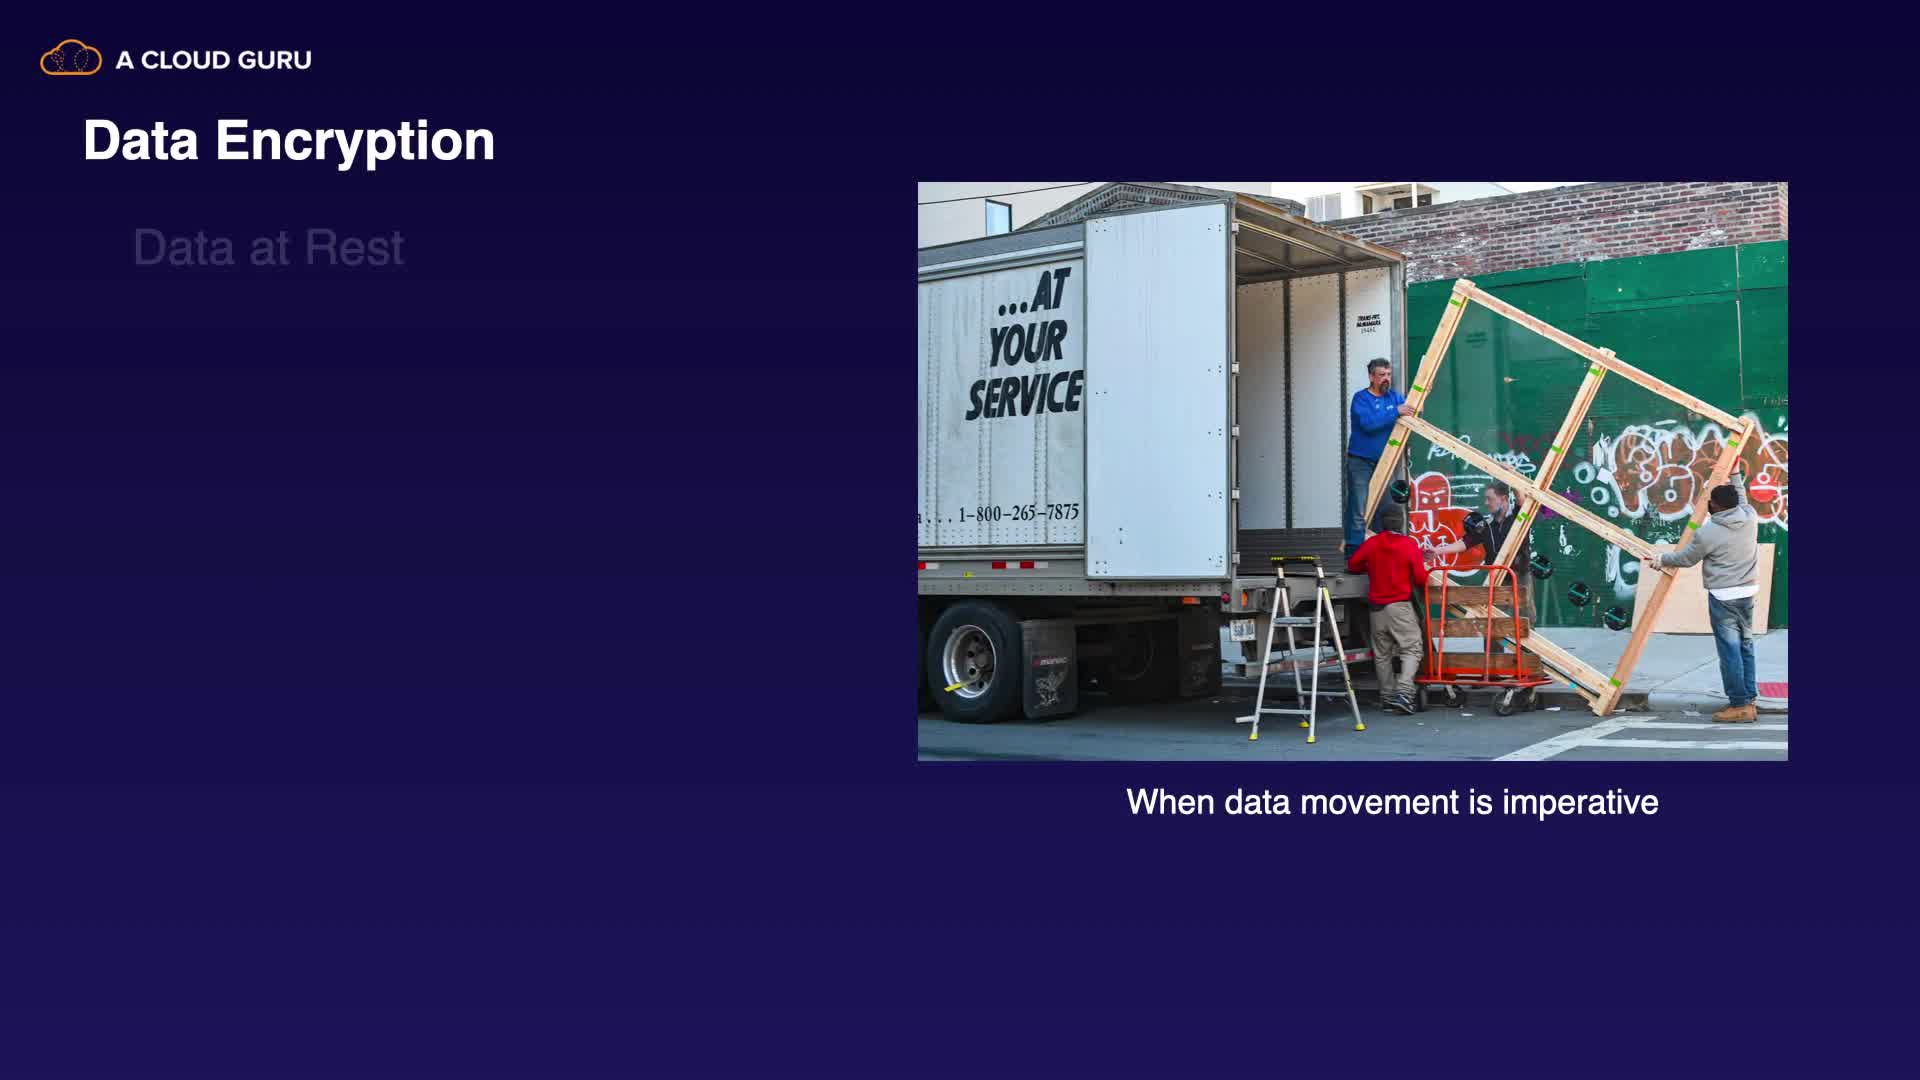 A CLOUD GURU
Data Encryption
Data at Rest
...AT
YOUR
SERVICE
1-800-265-7875
When data movement is imperative